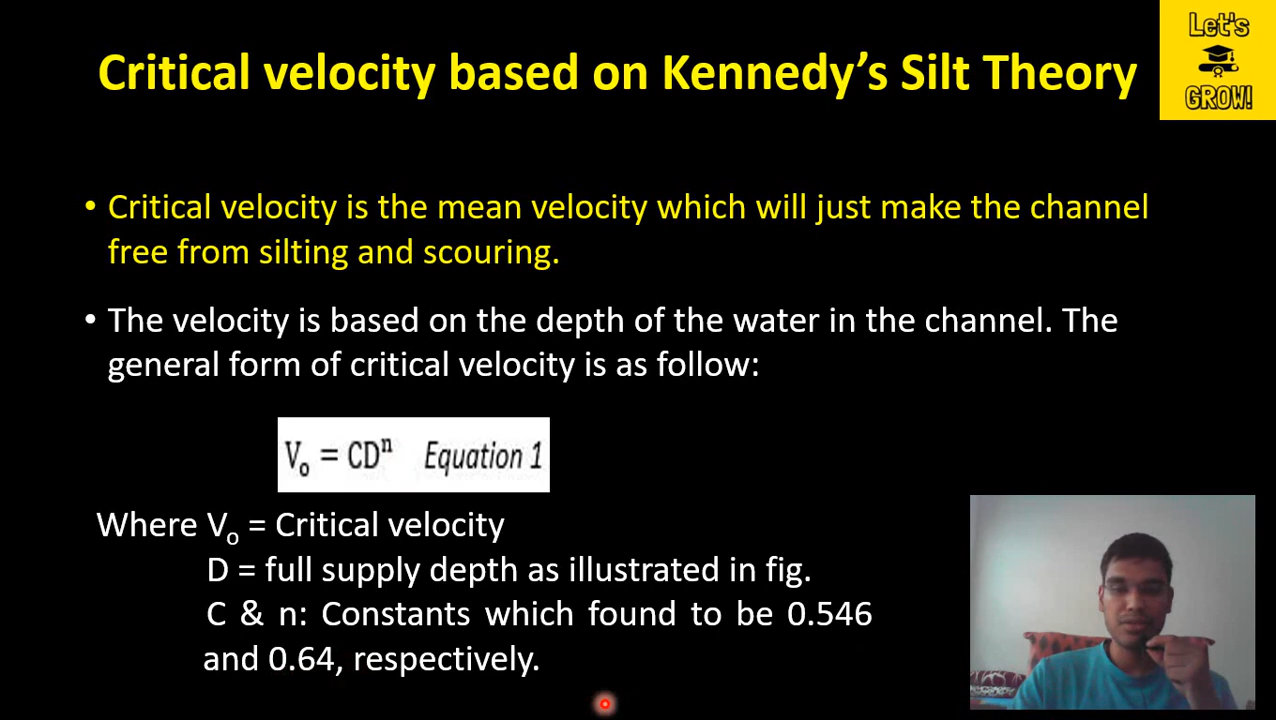 Let's
GROW!
Critical velocity based on Kennedy’s Silt Theory
• Critical velocity is the mean velocity which will just make the channel
free from silting and scouring.
• The velocity is based on the depth of the water in the channel. The
general form of critical velocity is as follow:
V₀ = CDⁿ Equation 1
Where V₀ = Critical velocity
D = full supply depth as illustrated in fig.
C & n: Constants which found to be 0.546
and 0.64, respectively.